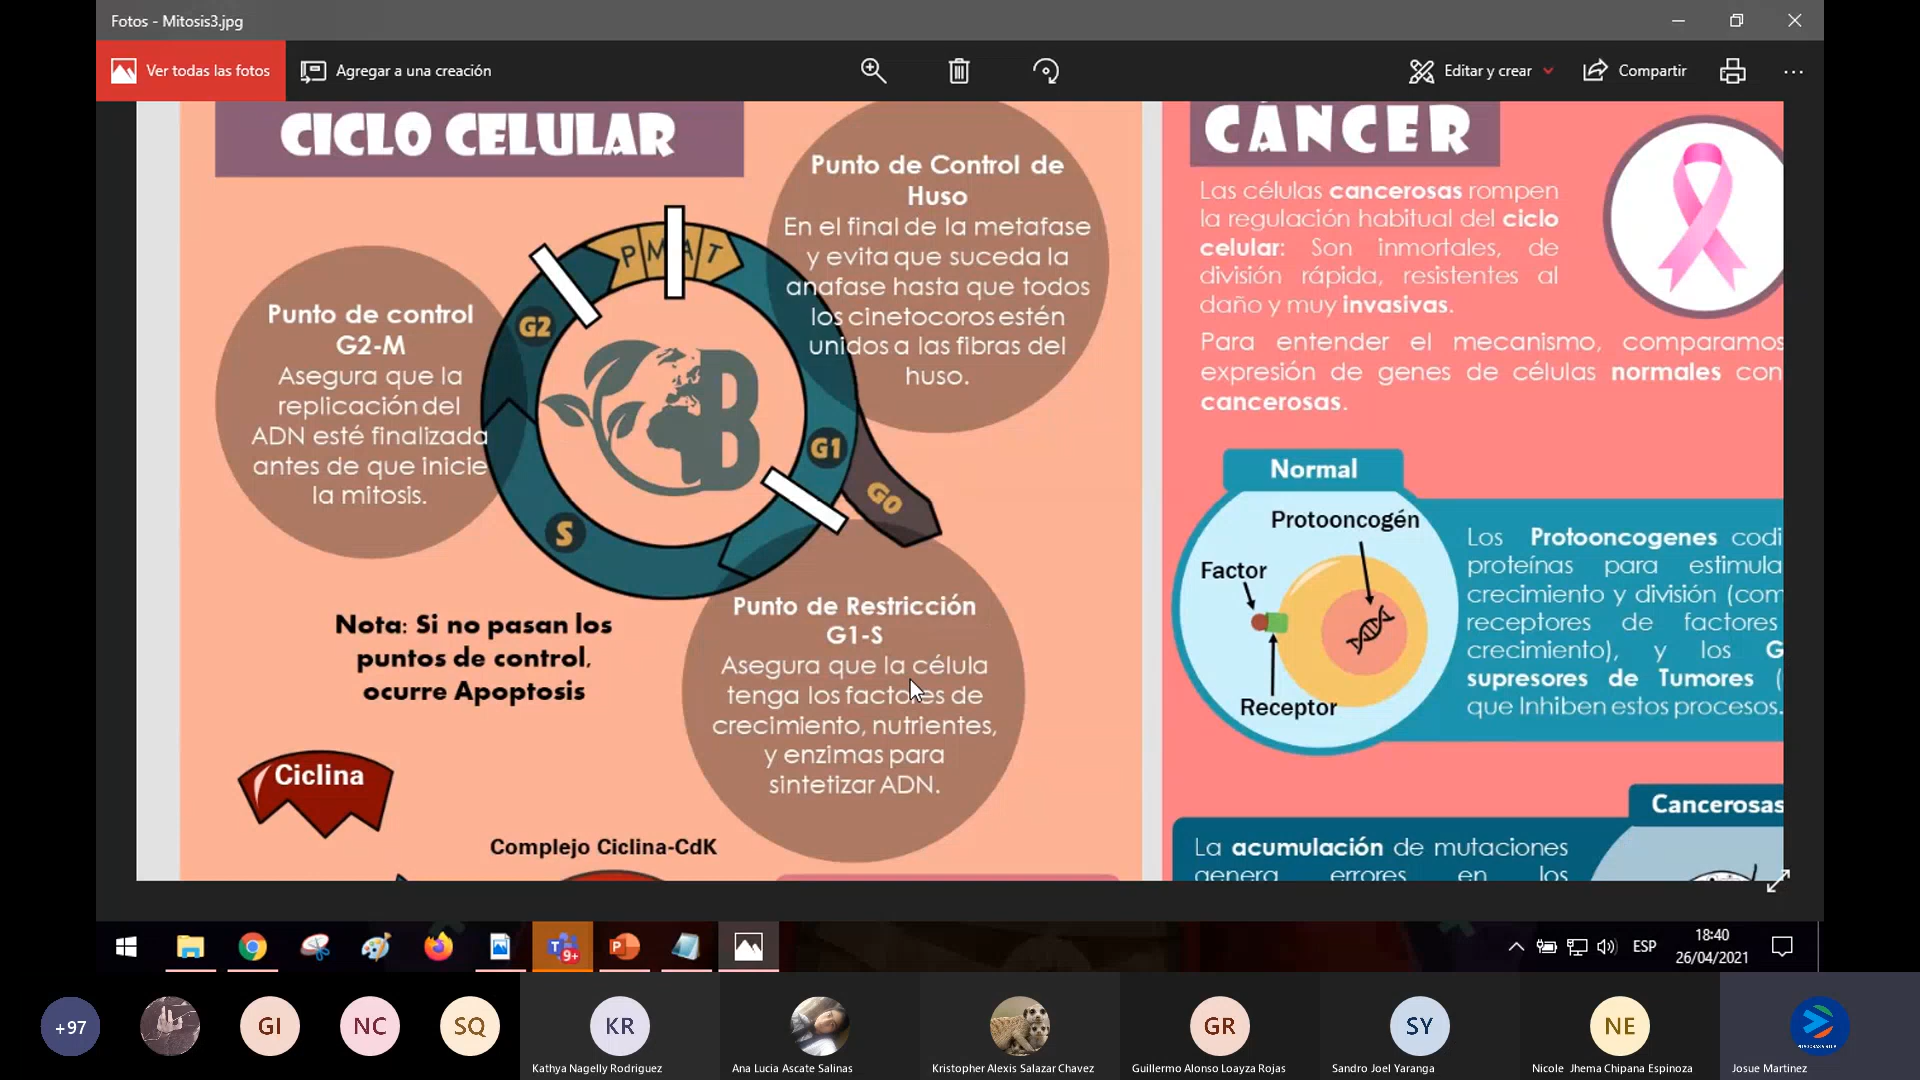 Fotos - Mitosis3.jpg
Ver todas las fotos
Agregar a una creación
Editar y crear
Compartir
CICLO CELULAR
Punto de Control de
Huso
En el final de la metafase
y evita que suceda la
anafase hasta que todos
los cinetocoros estén
unidos a las fibras del
huso.
Punto de control
G2-M
Asegura que la
replicación del
ADN esté finalizada
antes de que inicie
la mitosis.
P M A T
G2
G1
G0
S
B
Punto de Restricción
G1-S
Asegura que la célula
tenga los factores de
crecimiento, nutrientes,
y enzimas para
sintetizar ADN.
Nota: Si no pasan los
puntos de control,
ocurre Apoptosis
Ciclina
Complejo Ciclina-CdK
CÁNCER
Las células cancerosas rompen
la regulación habitual del ciclo
celular: Son inmortales, de
división rápida, resistentes al
daño y muy invasivas.
Para entender el mecanismo, comparamos
expresión de genes de células normales con
cancerosas.
Normal
Protooncogén
Factor
Receptor
Los Protooncogenes codi
proteínas para estimula
crecimiento y división (com
receptores de factores
crecimiento), y los G
supresores de Tumores (
que Inhiben estos procesos.
Cancerosas
La acumulación de mutaciones
genera errores en los
9+
ESP
18:40
26/04/2021
+97
GI
NC
SQ
KR
GR
SY
NE
Kathya Nagelly Rodriguez
Ana Lucia Ascate Salinas
Kristopher Alexis Salazar Chavez
Guillermo Alonso Loayza Rojas
Sandro Joel Yaranga
Nicole Jhema Chipana Espinoza
Josue Martinez